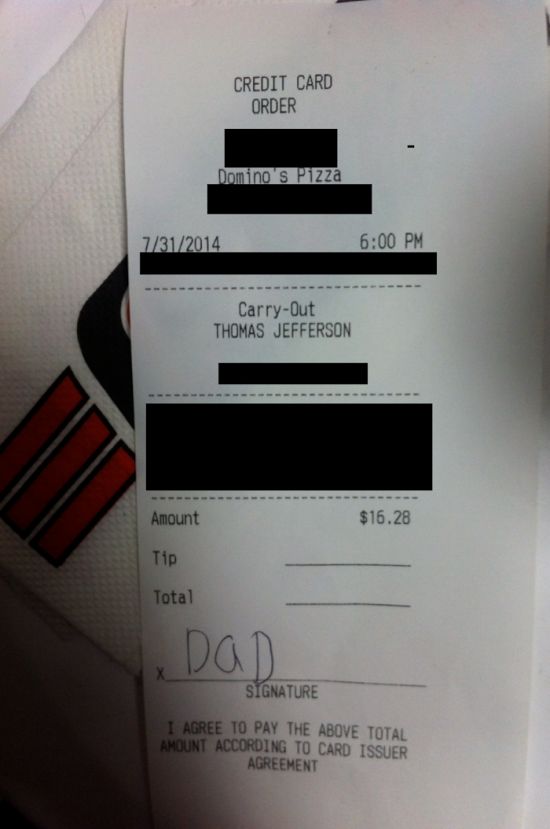 CREDIT CARD
ORDER
Domino's Pizza
7/31/2014 6:00 PM
Carry-Out
THOMAS JEFFERSON
Amount $16.28
Tip
Total
DaD
X
SIGNATURE
I AGREE TO PAY THE ABOVE TOTAL
AMOUNT ACCORDING TO CARD ISSUER
AGREEMENT